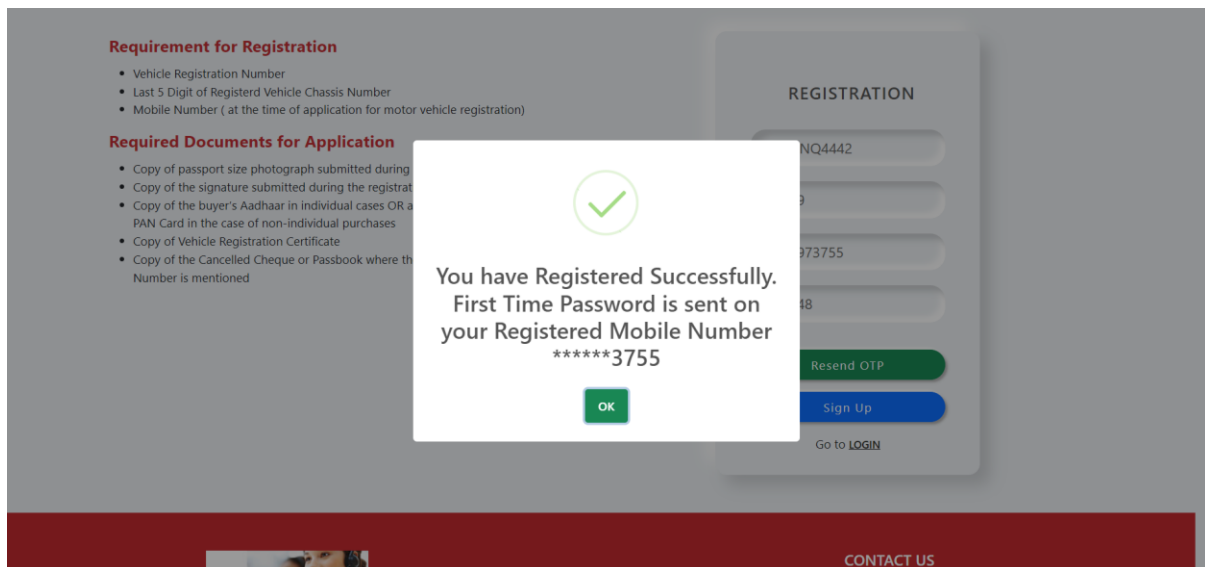 Requirement for Registration
Vehicle Registration Number
Last 5 Digit of Registerd Vehicle Chassis Number
Mobile Number ( at the time of application for motor vehicle registration)
Required Documents for Application
Copy of passport size photograph submitted during
Copy of the signature submitted during the
Copy of the buyer's Aadhaar in individual cases OR
PAN Card in the case of non-individual purchases
Copy of Vehicle Registration Certificate
Copy of the Cancelled Cheque or Passbook where
Number is mentioned
You have Registered Successfully.
First Time Password is sent on
your Registered Mobile Number
******3755
OK
REGISTRATION
NQ4442
973755
Resend OTP
Sign Up
Go to LOGIN
CONTACT US